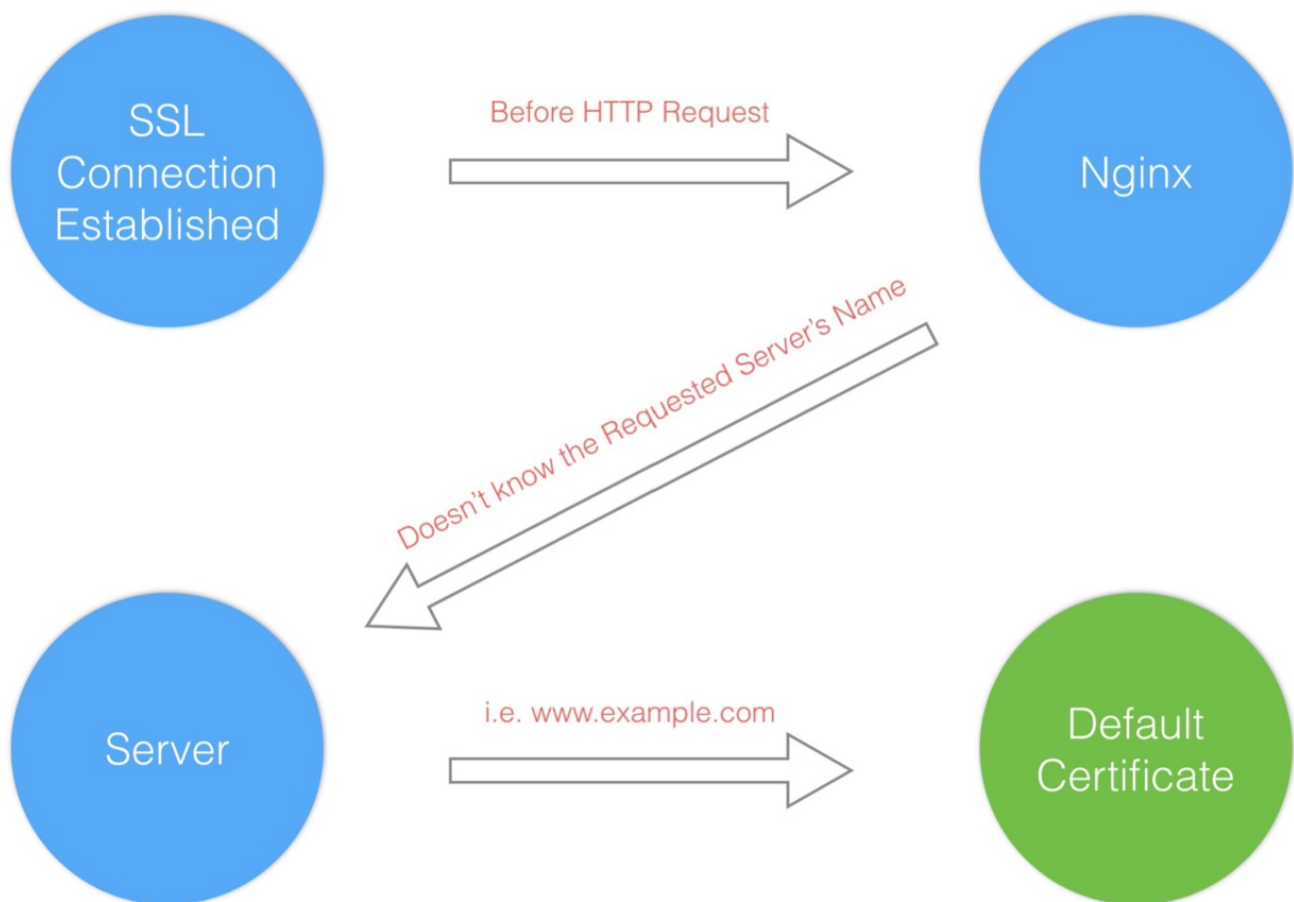 SSL
Connection
Established
Before HTTP Request
Nginx
Doesn't know the Requested Server's Name
Server
i.e. www.example.com
Default
Certificate